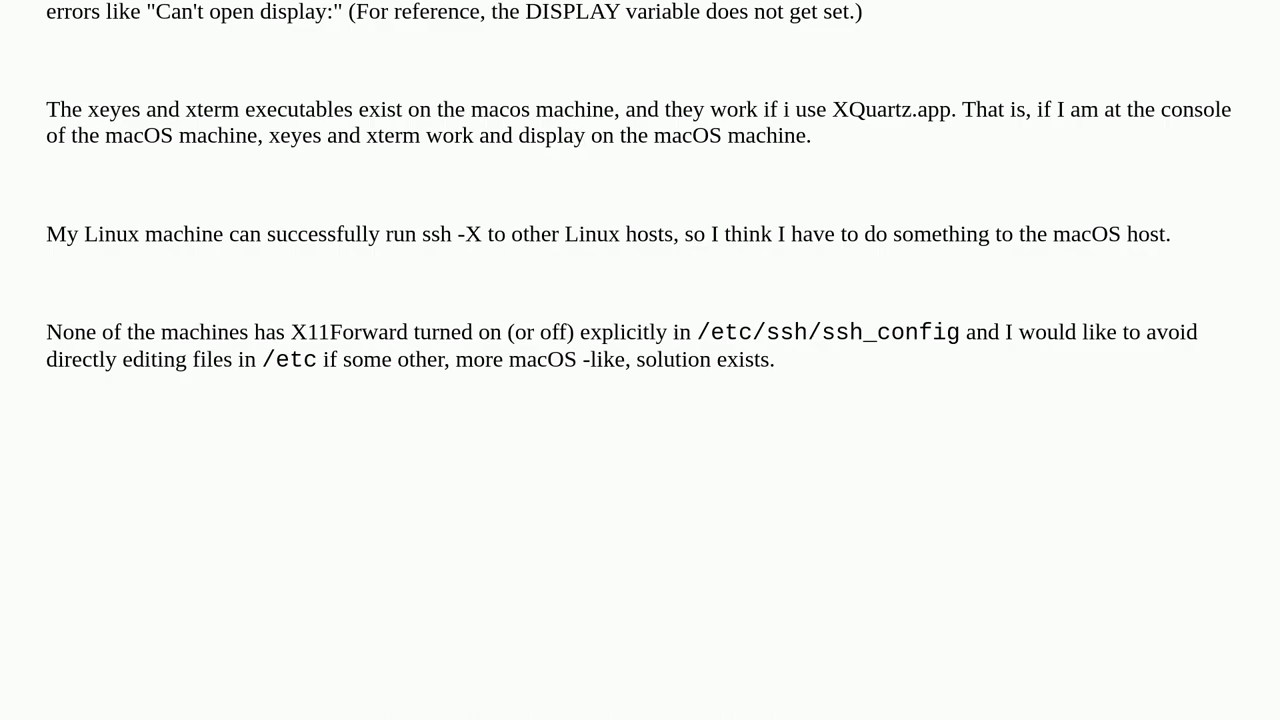 errors like "Can't open display:" (For reference, the DISPLAY variable does not get set.)
The xeyes and xterm executables exist on the macos machine, and they work if i use XQuartz.app. That is, if I am at the console
of the macOS machine, xeyes and xterm work and display on the macOS machine.
My Linux machine can successfully run ssh -X to other Linux hosts, so I think I have to do something to the macOS host.
None of the machines has X11Forward turned on (or off) explicitly in /etc/ssh/ssh_config and I would like to avoid
directly editing files in /etc if some other, more macOS -like, solution exists.